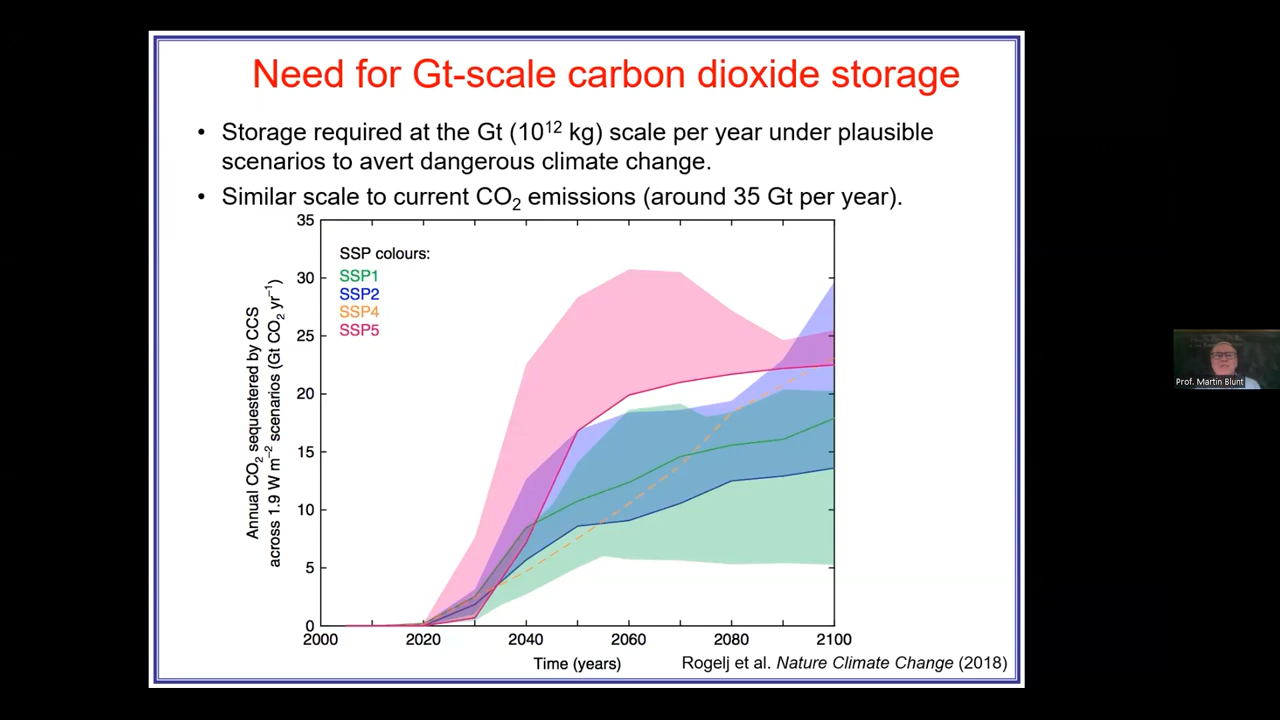 Need for Gt-scale carbon dioxide storage
• Storage required at the Gt (10¹² kg) scale per year under plausible
scenarios to avert dangerous climate change.
• Similar scale to current CO₂ emissions (around 35 Gt per year).
Annual CO₂ sequestered by CCS
across 1.9 W m⁻² scenarios (Gt CO₂ yr⁻¹)
35
30
25
20
15
10
5
0
SSP colours:
SSP1
SSP2
SSP4
SSP5
2000 2020 2040 2060 2080 2100
Time (years)
Rogelj et al. Nature Climate Change (2018)
Prof. Martin Blunt